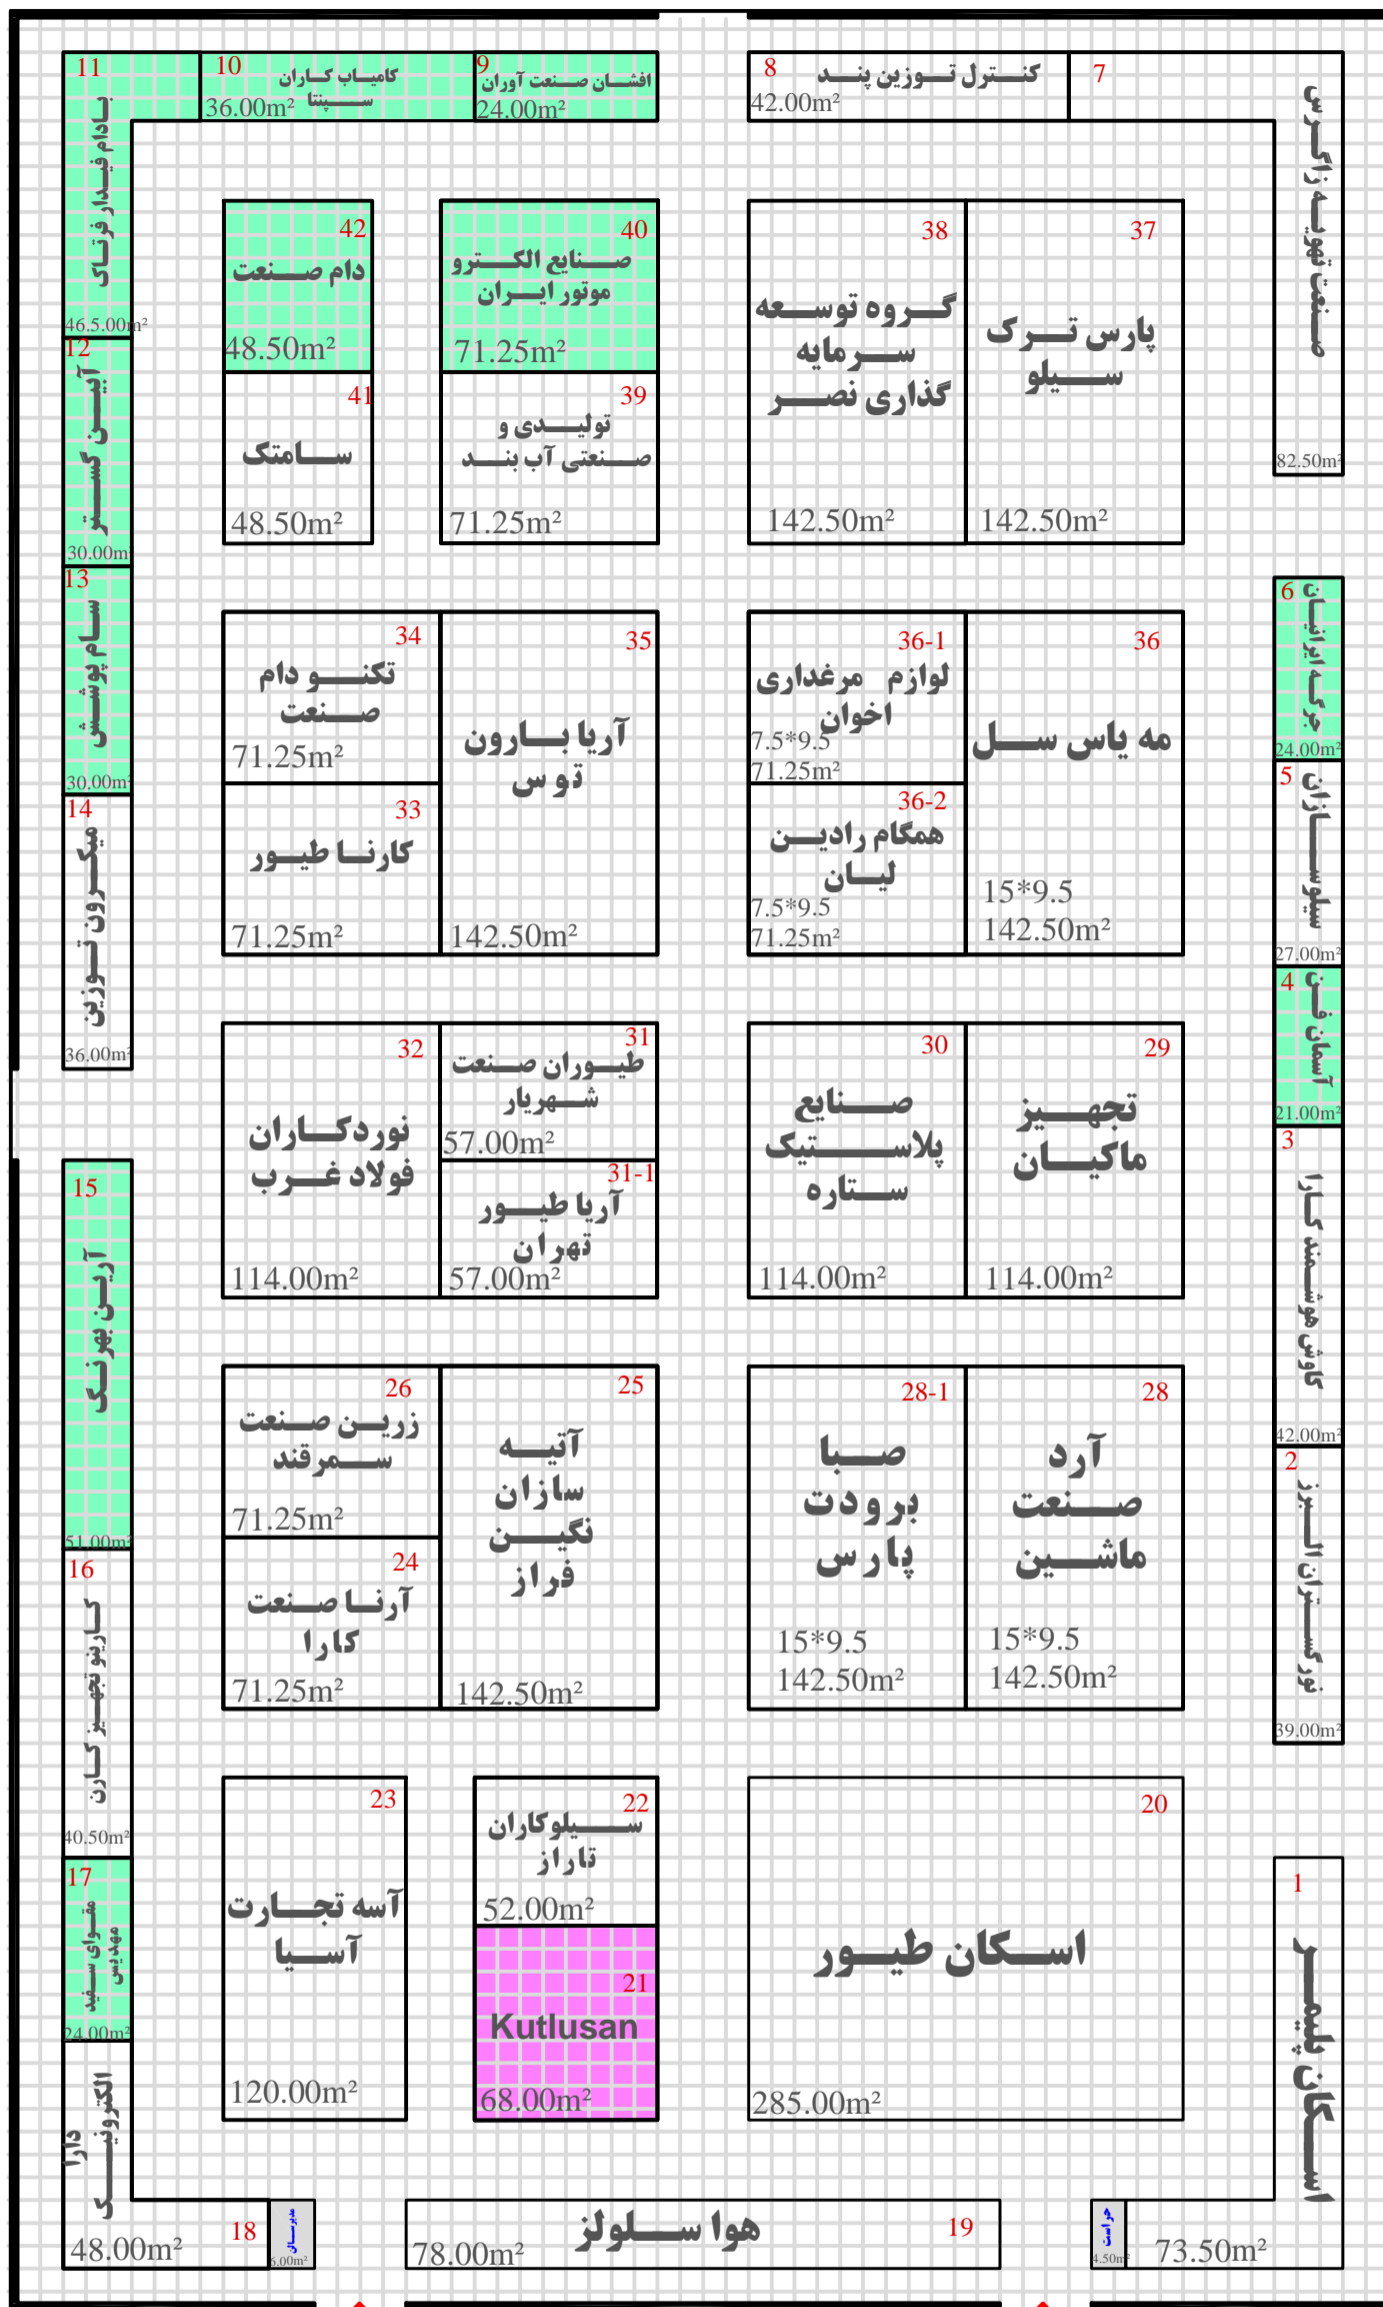 11
بادام فیدار فرتاک
46.5.00m²
10
کامیاب کاران
سپنتا
36.00m²
9
افشان صنعت آوران
24.00m²
8
کنترل توزین پند
42.00m²
7
صنعت تهویه زاگرس
82.50m²
42
دام صنعت
48.50m²
40
صنایع الکترو
موتور ایران
71.25m²
38
گروه توسعه
سرمایه
گذاری نصر
142.50m²
37
پارس ترک
سیلو
142.50m²
12
آبین گستر
30.00m²
41
سامتک
48.50m²
39
تولیدی و
صنعتی آب بند
71.25m²
13
سام پوشش
30.00m²
34
تکنو دام
صنعت
71.25m²
35
آریا بارون
توس
142.50m²
36-1
لوازم مرغداری
اخوان
7.5*9.5
71.25m²
36
مه یاس سل
15*9.5
142.50m²
6
جرکه ایرانیان
24.00m²
14
میکرون توزین
36.00m²
33
کارنا طیور
71.25m²
36-2
همگام رادین
لیان
7.5*9.5
71.25m²
5
سیلوسازان
27.00m²
4
آسمان فن
21.00m²
32
نوردکاران
فولاد غرب
114.00m²
31
طیوران صنعت
شهریار
57.00m²
31-1
آریا طیور
تهران
57.00m²
30
صنایع
پلاستیک
ستاره
114.00m²
29
تجهیز
ماکیان
114.00m²
3
کاوش هوشمند کارا
42.00m²
15
آرین بهرنگ
51.00m²
26
زرین صنعت
سمرقند
71.25m²
25
آتیه
سازان
نگین
فراز
142.50m²
28-1
صبا
برودت
پارس
15*9.5
142.50m²
28
آرد
صنعت
ماشین
15*9.5
142.50m²
2
نور گستران البرز
39.00m²
16
کارینو تجهیز کارن
40.50m²
24
آرنا صنعت
کارا
71.25m²
17
مقوای سفید
مهدیس
24.00m²
23
آسه تجارت
آسیا
120.00m²
22
سیلوکاران
تاراز
52.00m²
21
Kutlusan
68.00m²
20
اسکان طیور
285.00m²
1
اسکان پلیمر
73.50m²
الکترونیک
دارا
18
48.00m²
6.00m²
19
هوا سلولز
78.00m²
حراست
4.50m²